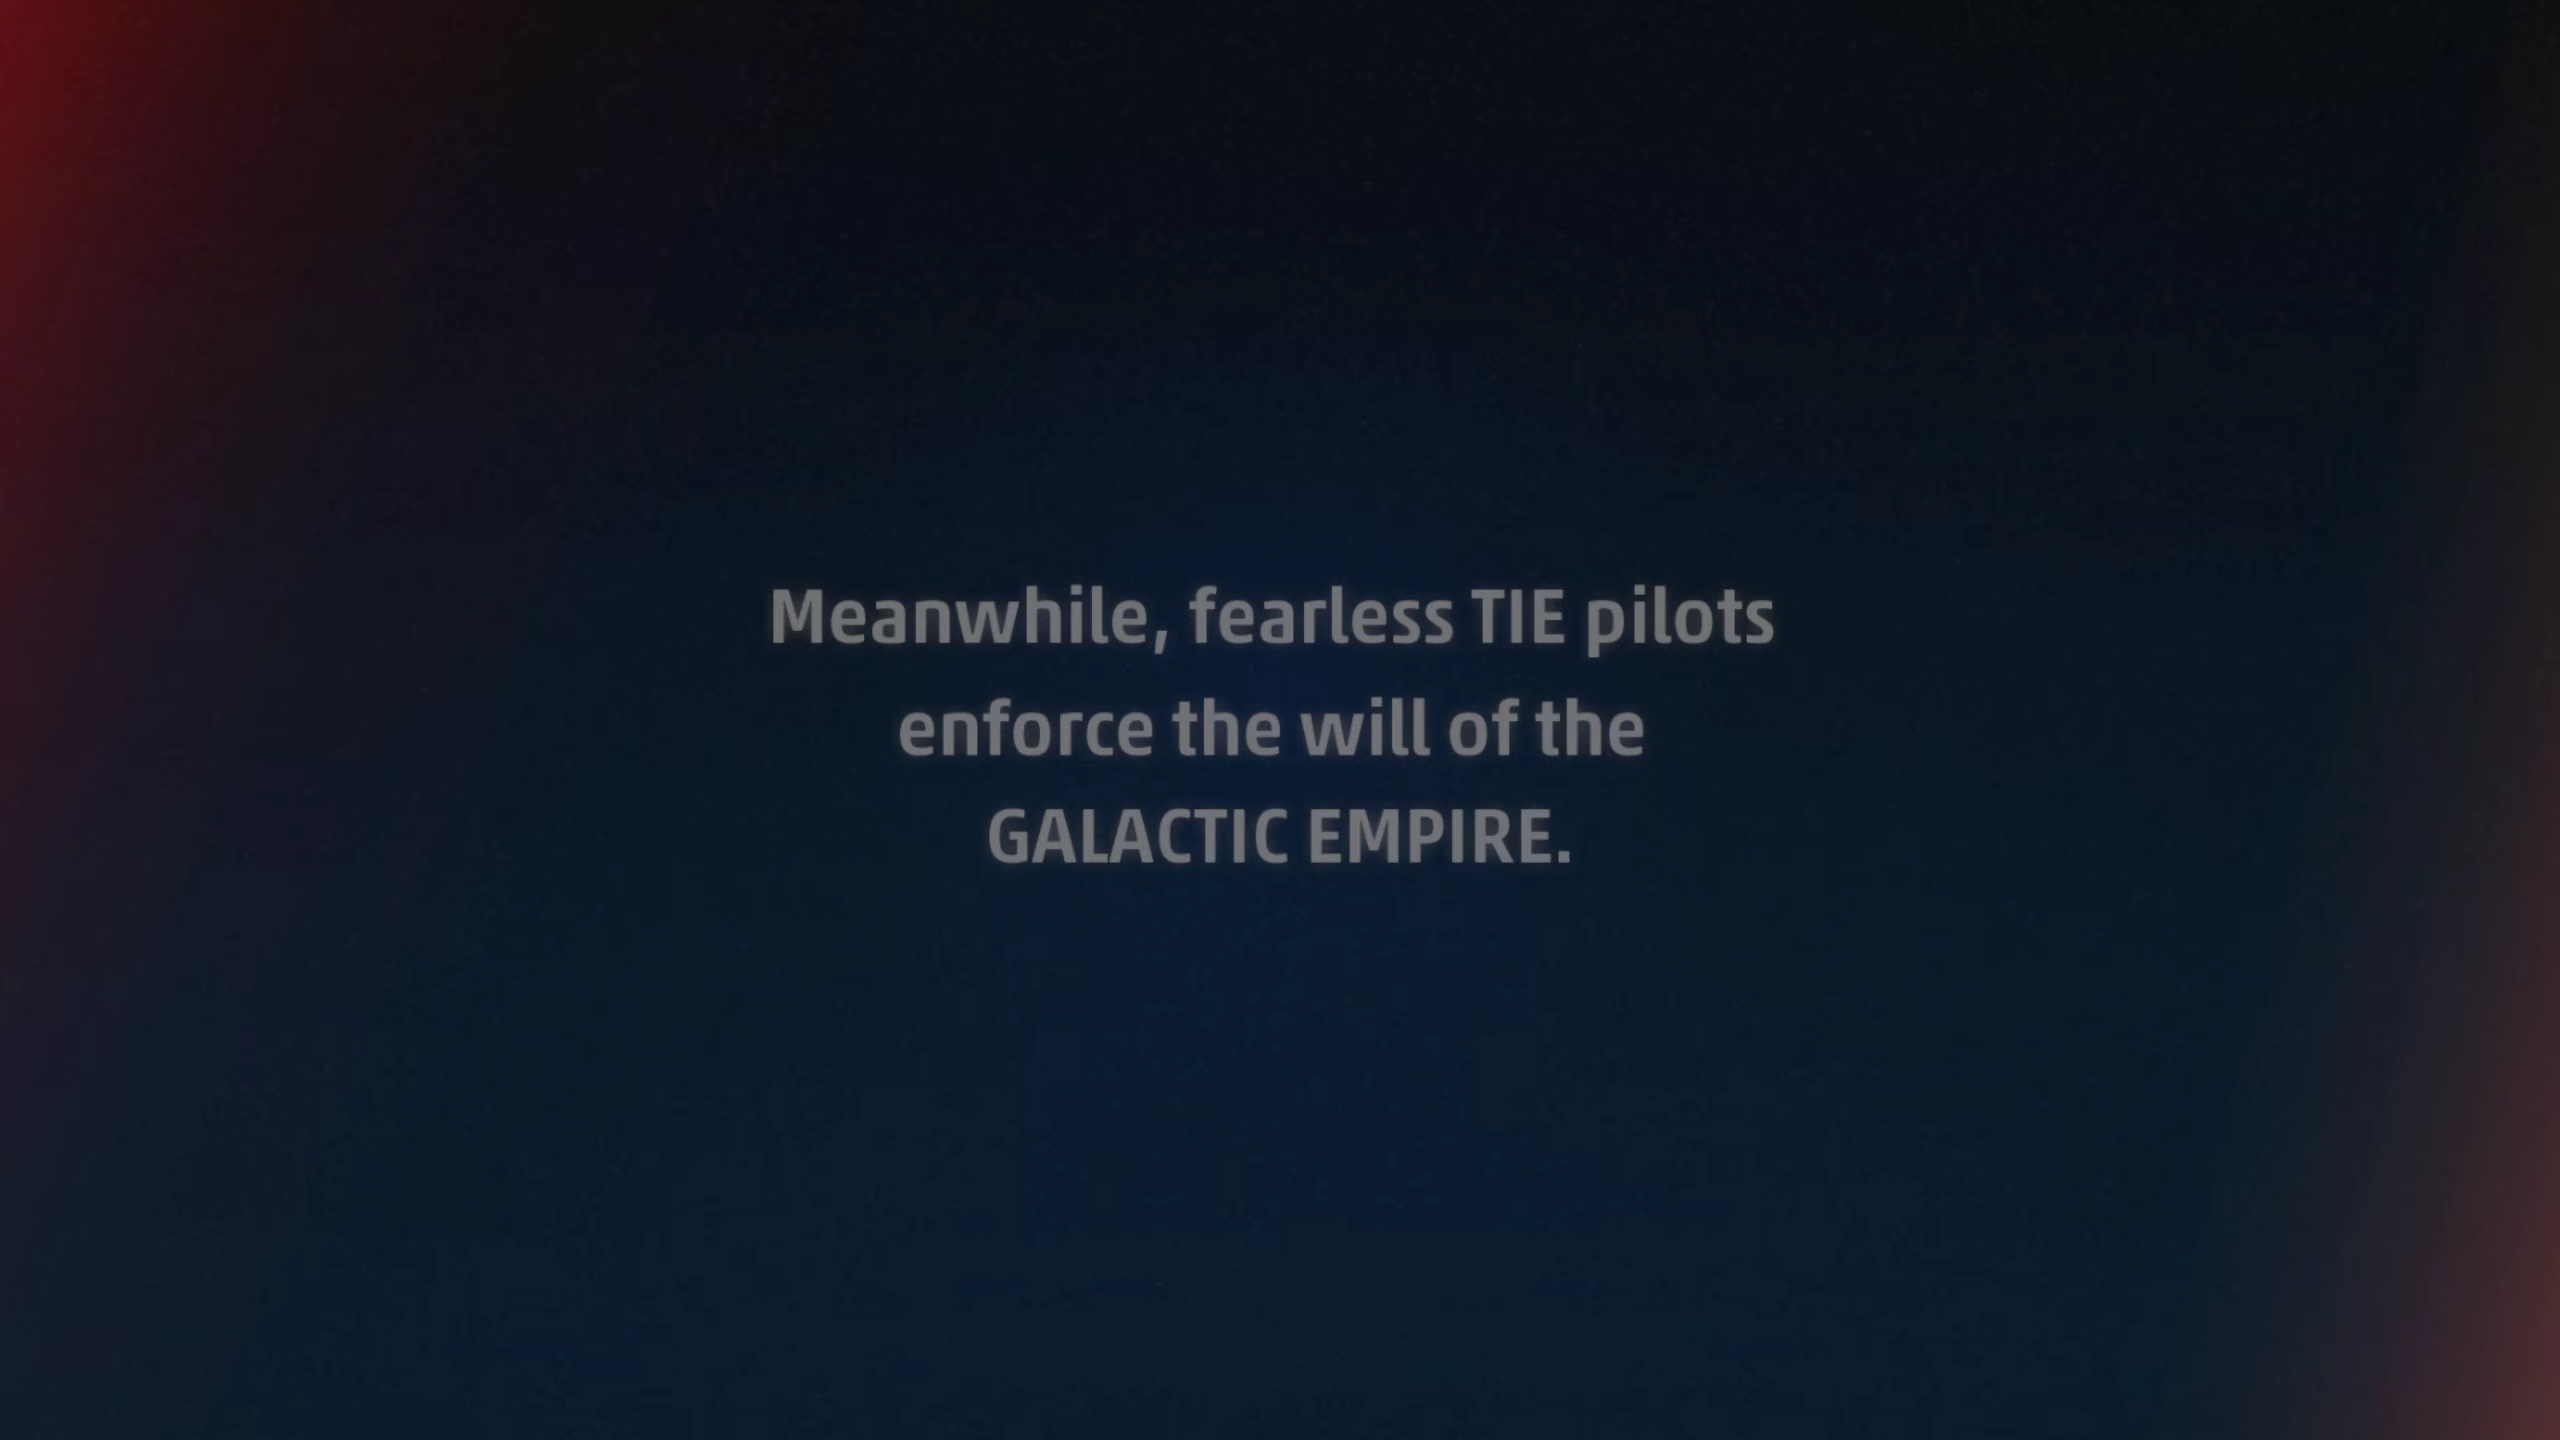 Meanwhile, fearless TIE pilots
enforce the will of the
GALACTIC EMPIRE.